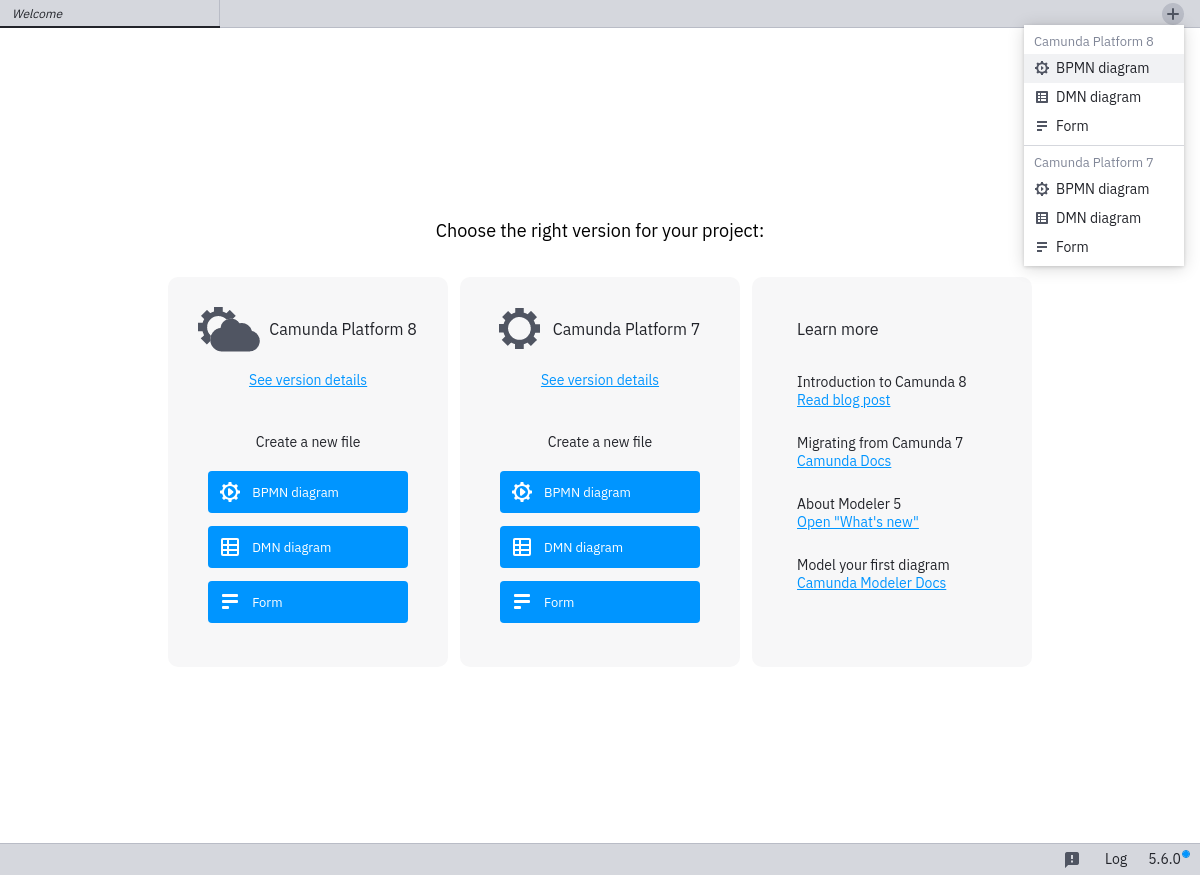 Welcome
Camunda Platform 8
BPMN diagram
DMN diagram
Form
Camunda Platform 7
BPMN diagram
DMN diagram
Form
Choose the right version for your project:
Camunda Platform 8
See version details
Create a new file
BPMN diagram
DMN diagram
Form
Camunda Platform 7
See version details
Create a new file
BPMN diagram
DMN diagram
Form
Learn more
Introduction to Camunda 8
Read blog post
Migrating from Camunda 7
Camunda Docs
About Modeler 5
Open "What's new"
Model your first diagram
Camunda Modeler Docs
Log
5.6.0